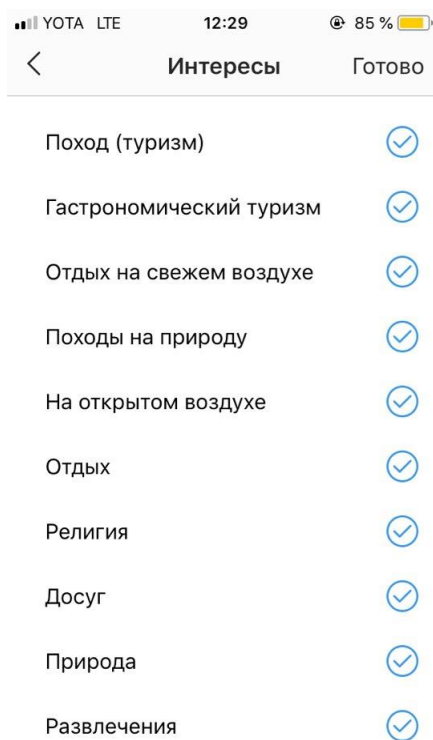 YOTA LTE 12:29 85 %
Интересы Готово
Поход (туризм)
Гастрономический туризм
Отдых на свежем воздухе
Походы на природу
На открытом воздухе
Отдых
Религия
Досуг
Природа
Развлечения